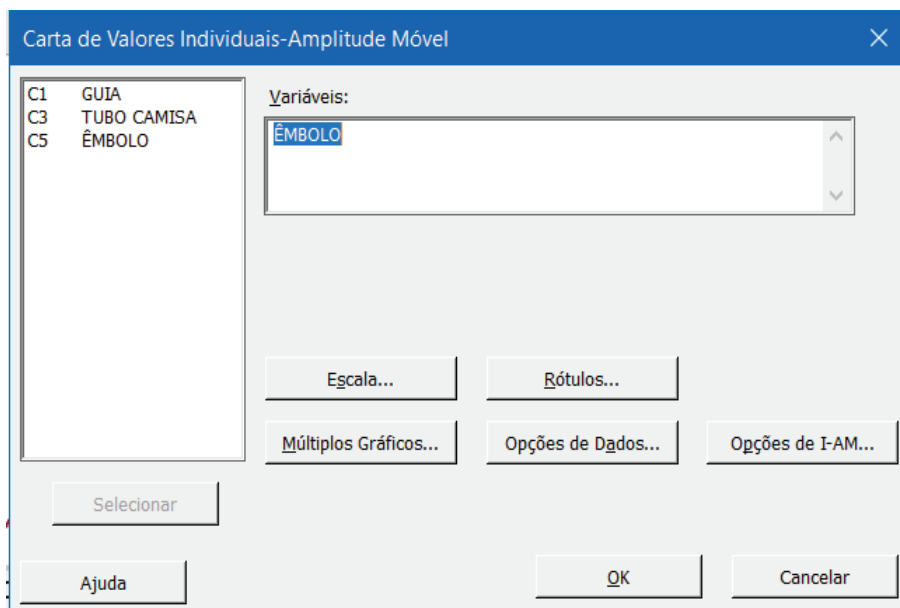 Carta de Valores Individuais-Amplitude Móvel
C1 GUIA
C3 TUBO CAMISA
C5 ÊMBOLO
Variáveis:
ÊMBOLO
Escala...
Rótulos...
Múltiplos Gráficos...
Opções de Dados...
Opções de I-AM...
Selecionar
Ajuda
OK
Cancelar